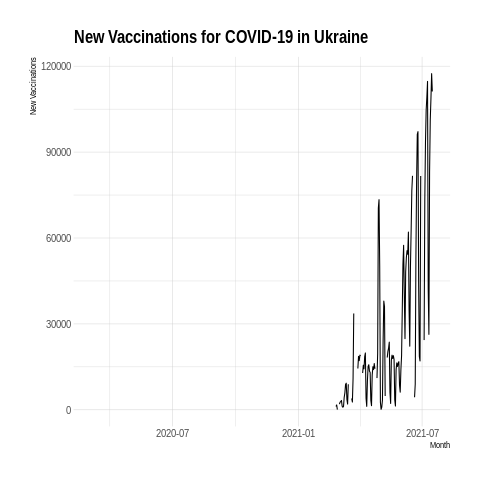 New Vaccinations for COVID-19 in Ukraine
New Vaccinations
120000
90000
60000
30000
0
2020-07
2021-01
2021-07
Month